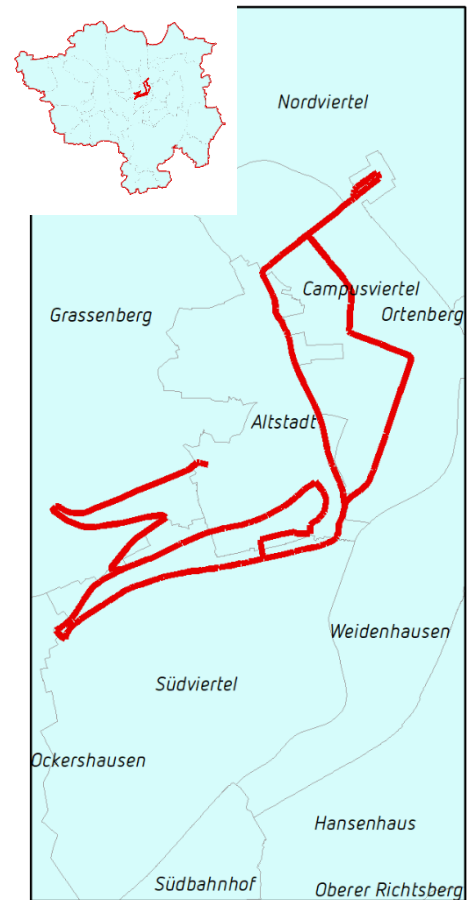 Nordviertel
Campusviertel
Grassenberg
Ortenberg
Altstadt
Weidenhausen
Südviertel
Ockershausen
Hansenhaus
Südbahnhof
Oberer Richtsberg